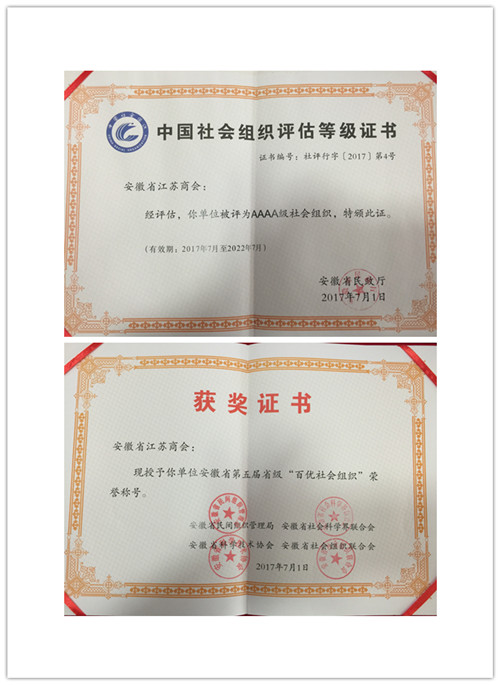 中国社会组织评估等级证书
证书编号：社评行字〔2017〕第4号
安徽省江苏商会：
经评估，你单位被评为AAAA级社会组织，特颁此证。
(有效期：2017年7月至2022年7月)
安徽省民政厅
2017年7月1日
获奖证书
安徽省江苏商会：
现授予你单位安徽省第五届省级“百优社会组织”荣
誉称号。
安徽省民间组织管理局 安徽省社会科学界联合会
安徽省科学技术协会 安徽省社会组织联合会
2017年7月1日